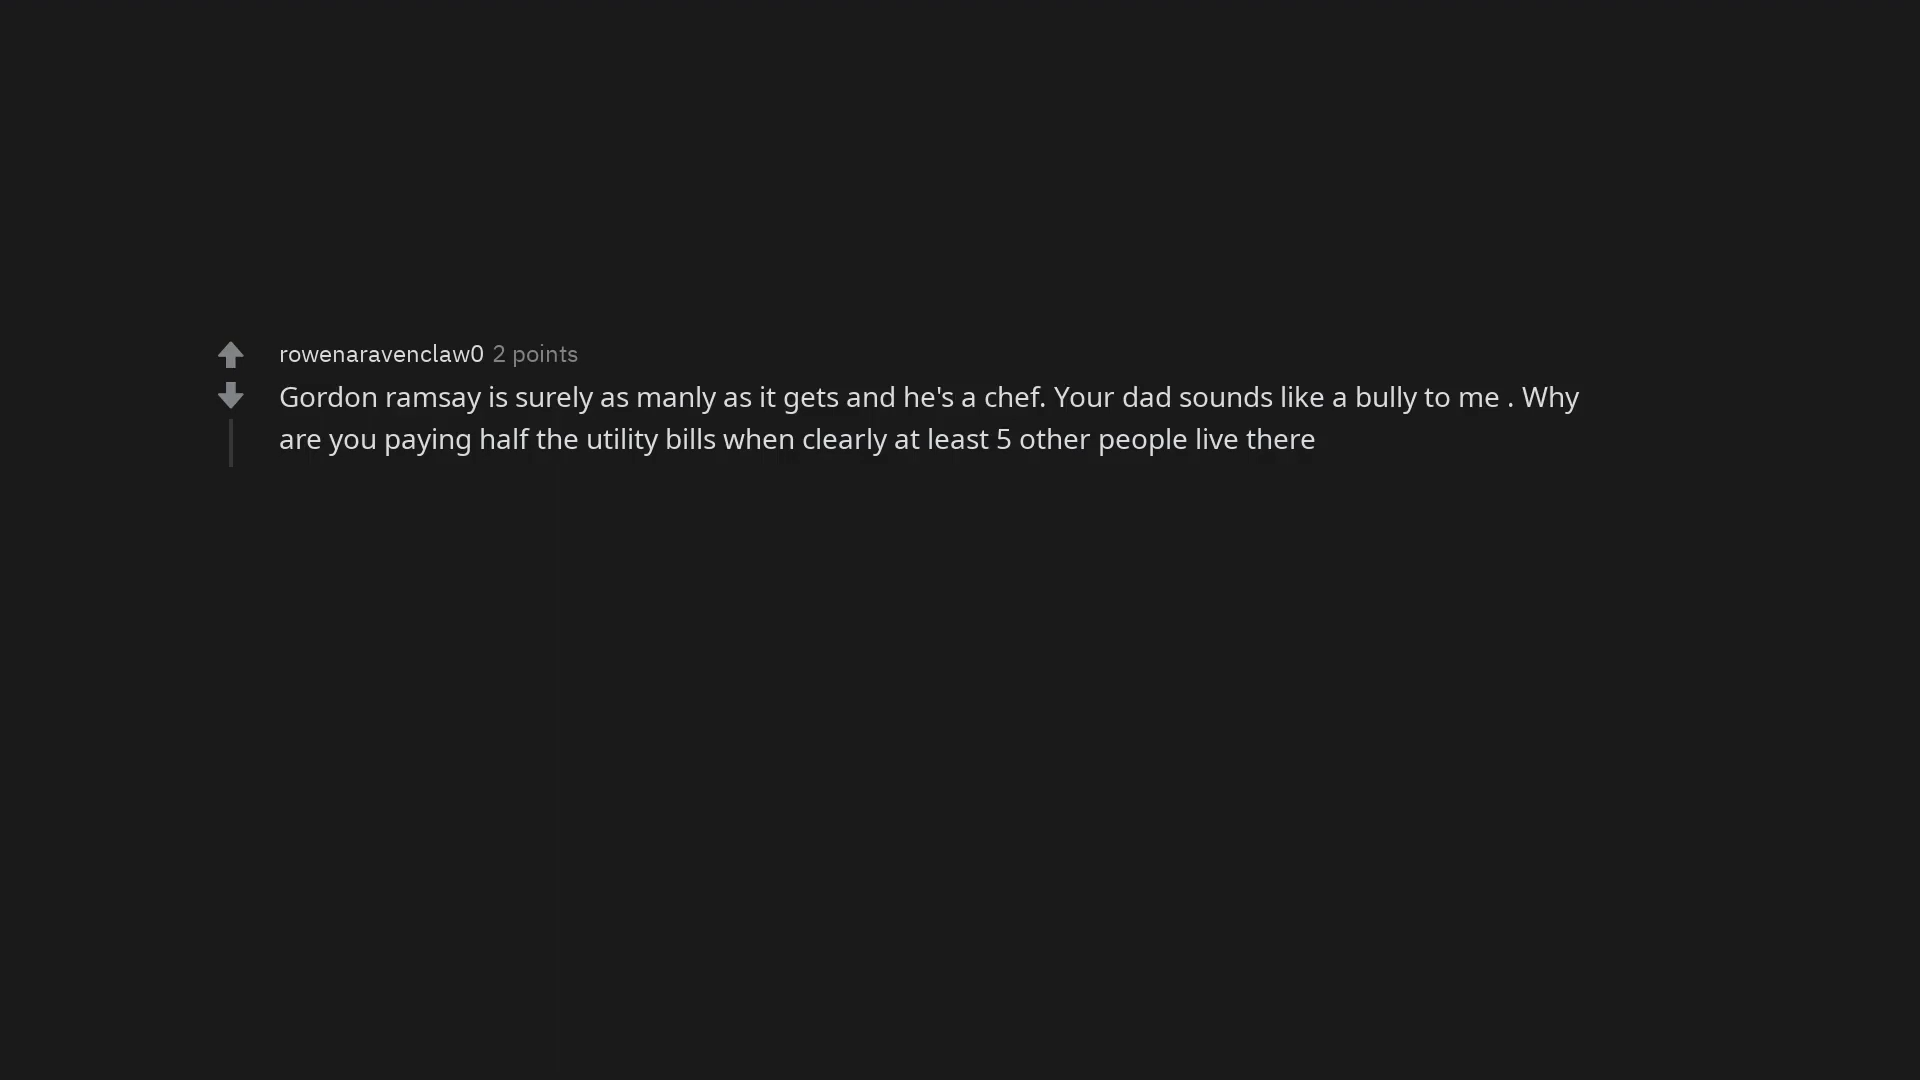 rowenaravenclaw0 2 points
Gordon ramsay is surely as manly as it gets and he's a chef. Your dad sounds like a bully to me . Why
are you paying half the utility bills when clearly at least 5 other people live there